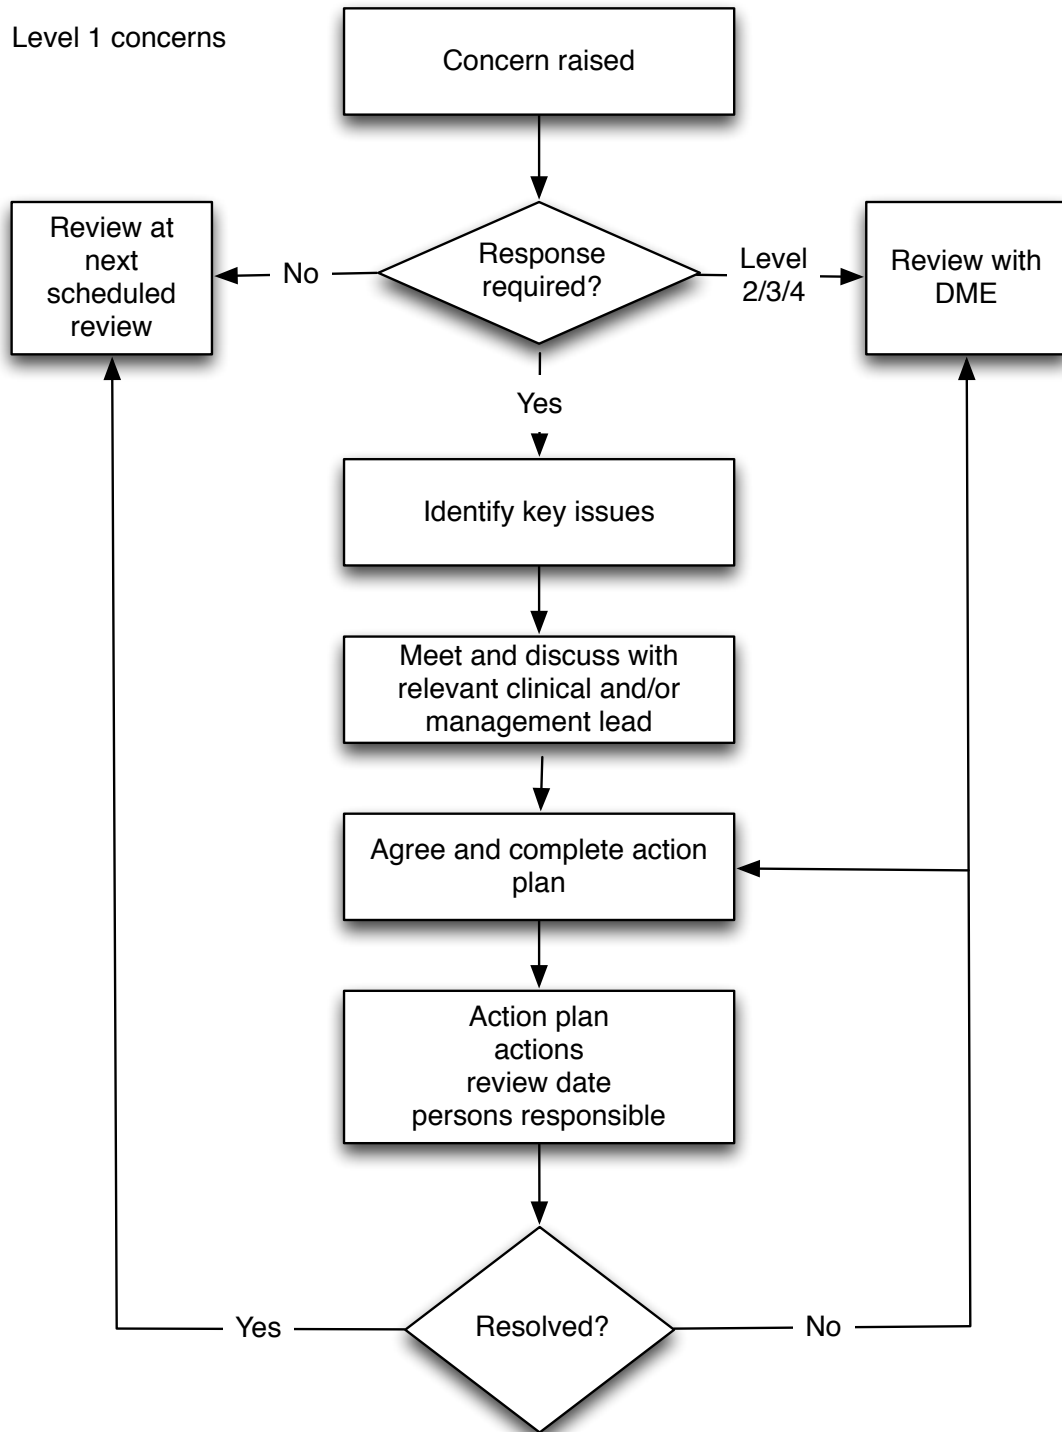 Level 1 concerns
Concern raised
Review at
next
scheduled
review
No
Response
required?
Level
2/3/4
Review with
DME
Yes
Identify key issues
Meet and discuss with
relevant clinical and/or
management lead
Agree and complete action
plan
Action plan
actions
review date
persons responsible
Yes
Resolved?
No